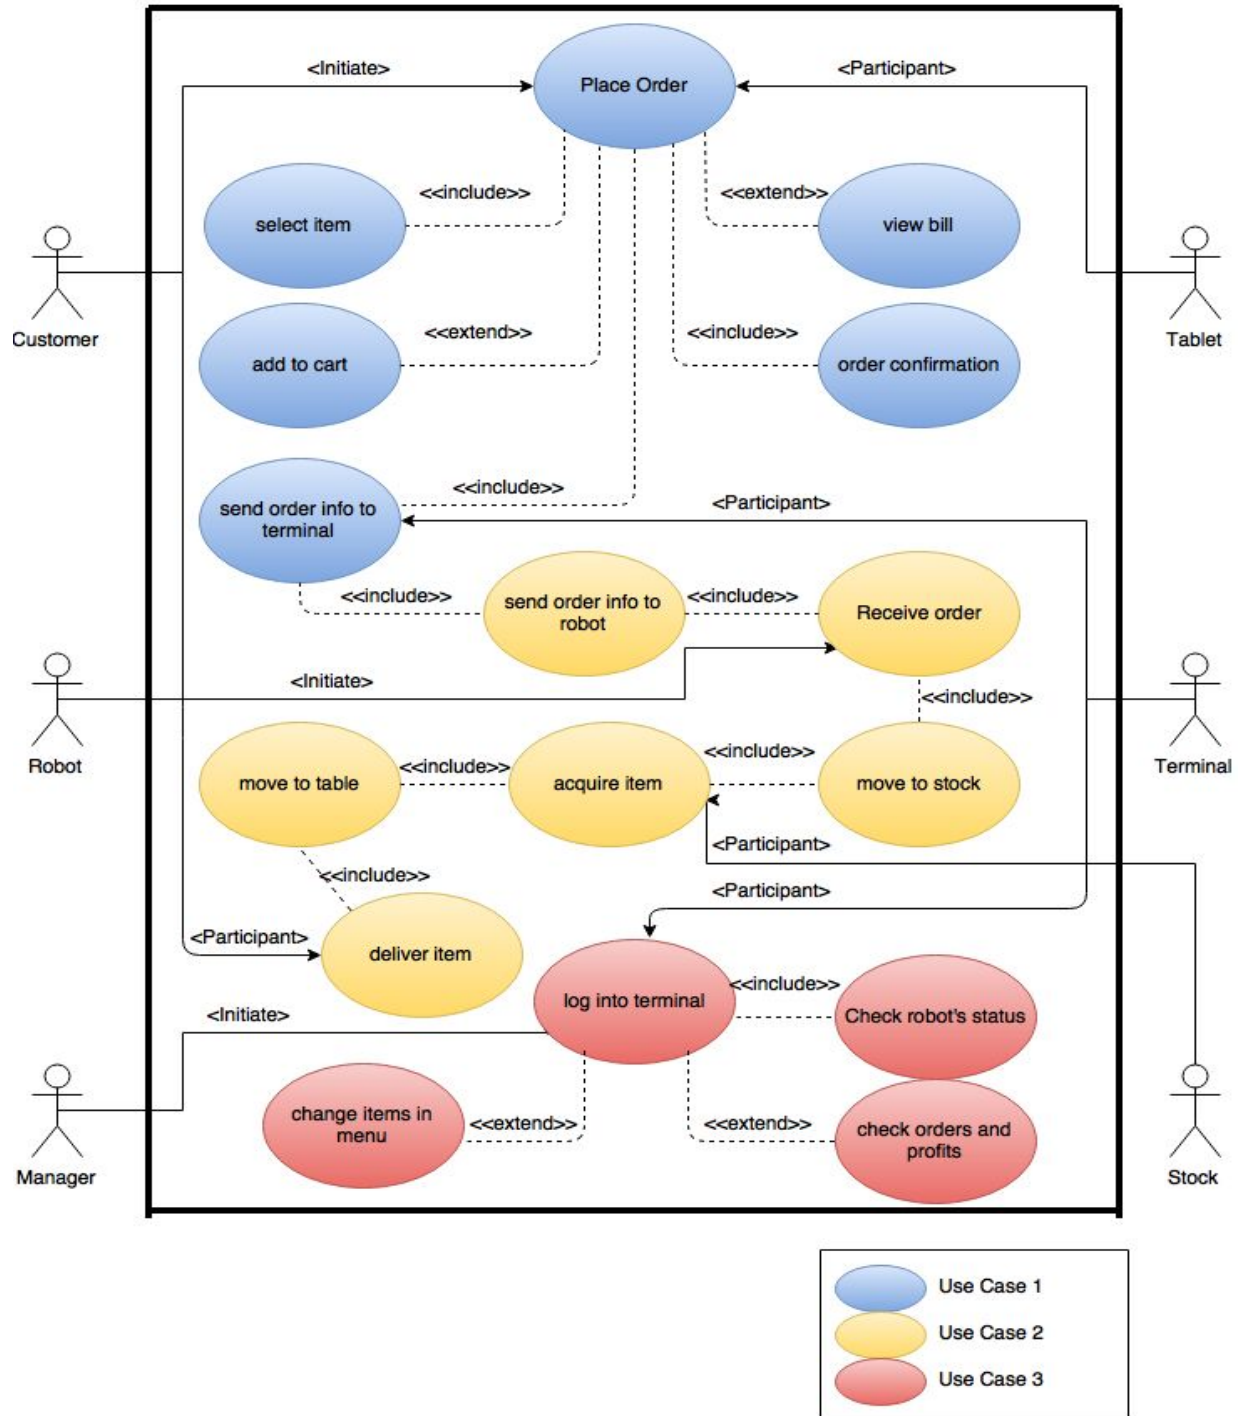 <Initiate>
<Participant>
Place Order
<<include>>
<<extend>>
select item
view bill
Customer
Tablet
<<extend>>
<<include>>
add to cart
order confirmation
<<include>>
<Participant>
send order info to
terminal
<<include>>
<<include>>
send order info to
robot
Receive order
<Initiate>
<<include>>
Robot
Terminal
<<include>>
<<include>>
move to table
acquire item
move to stock
<Participant>
<<include>>
<Participant>
<Participant>
deliver item
<<include>>
log into terminal
<Initiate>
Check robot's status
change items in
menu
<<extend>>
<<extend>>
check orders and
profits
Manager
Stock
Use Case 1
Use Case 2
Use Case 3